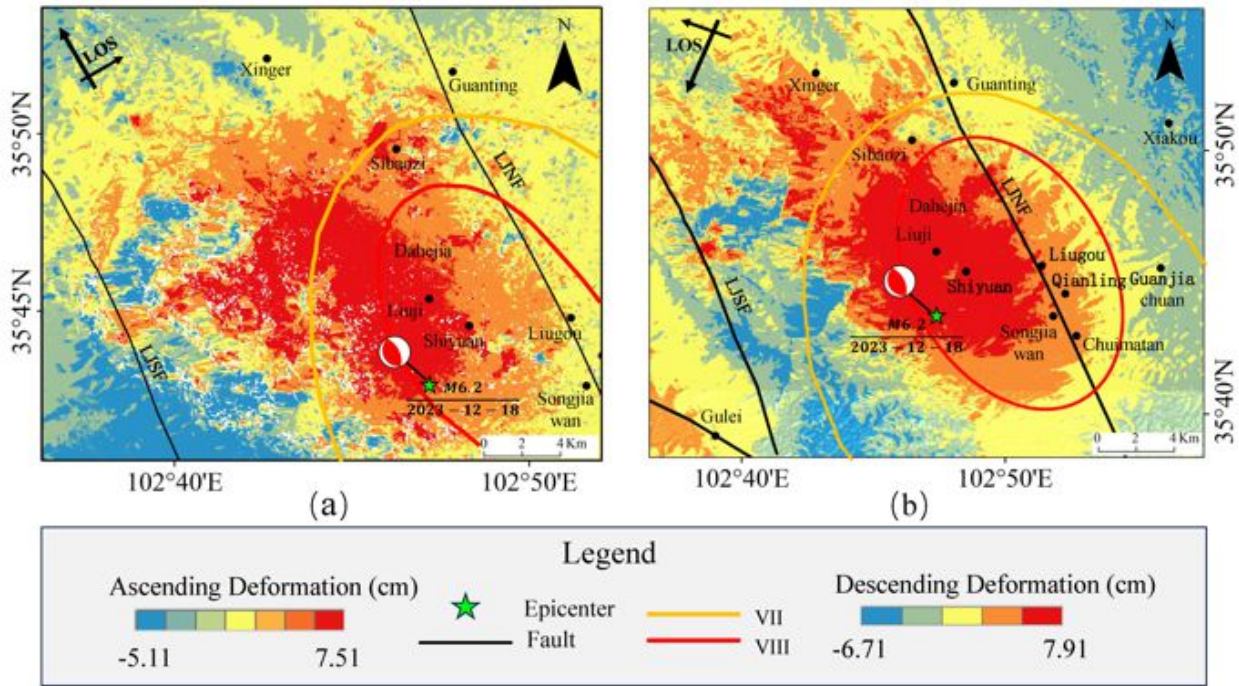 LOS
N
Xinger
Guanting
35°50'N
Sibaozi
LJNF
Dahejia
35°45'N
Liuji
Shiyuan
Liugou
LJSF
M6.2
2023-12-18
Songjia
wan
0 2 4 Km
102°40'E
102°50'E
(a)
LOS
N
Xinger
Guanting
Xiakou
35°50'N
Sibaozi
LJNF
Dahejia
Liuji
Liugou
Shiyuan
Qianling
Guanjia
chuan
LJSF
M6.2
2023-12-18
Songjia
wan
Chuimatan
35°40'N
Gulei
0 2 4 Km
102°40'E
102°50'E
(b)
Legend
Ascending Deformation (cm)
-5.11
7.51
Epicenter
Fault
VII
VIII
Descending Deformation (cm)
-6.71
7.91